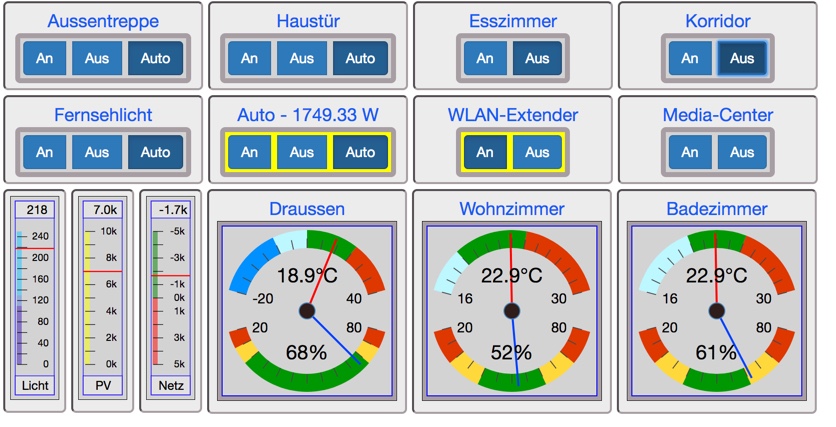 Aussentreppe Haustür Esszimmer Korridor
An Aus Auto An Aus Auto An Aus An Aus
Fernsehlicht Auto - 1749.33 W WLAN-Extender Media-Center
An Aus Auto An Aus Auto An Aus An Aus
218 7.0k -1.7k Draussen Wohnzimmer Badezimmer
240 10k -5k
200 8k -3k 18.9°C 22.9°C 22.9°C
160 6k -1k -20 40 16 30 16 30
120 0k
80 4k 1k 20 80 20 80 20 80
40 2k 3k 68% 52% 61%
0 0k 5k
Licht PV Netz